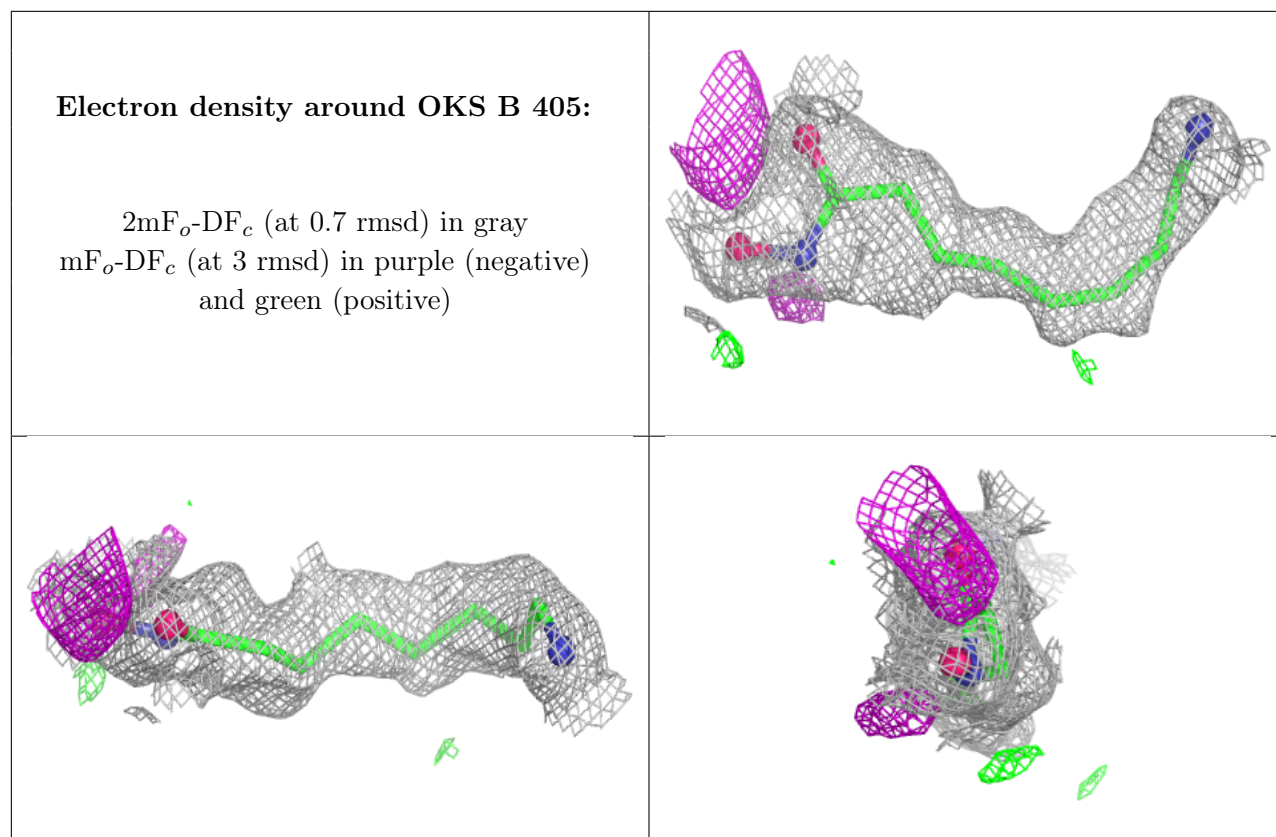 Electron density around OKS B 405:
2mFₒ-DF𝒸 (at 0.7 rmsd) in gray
mFₒ-DF𝒸 (at 3 rmsd) in purple (negative)
and green (positive)